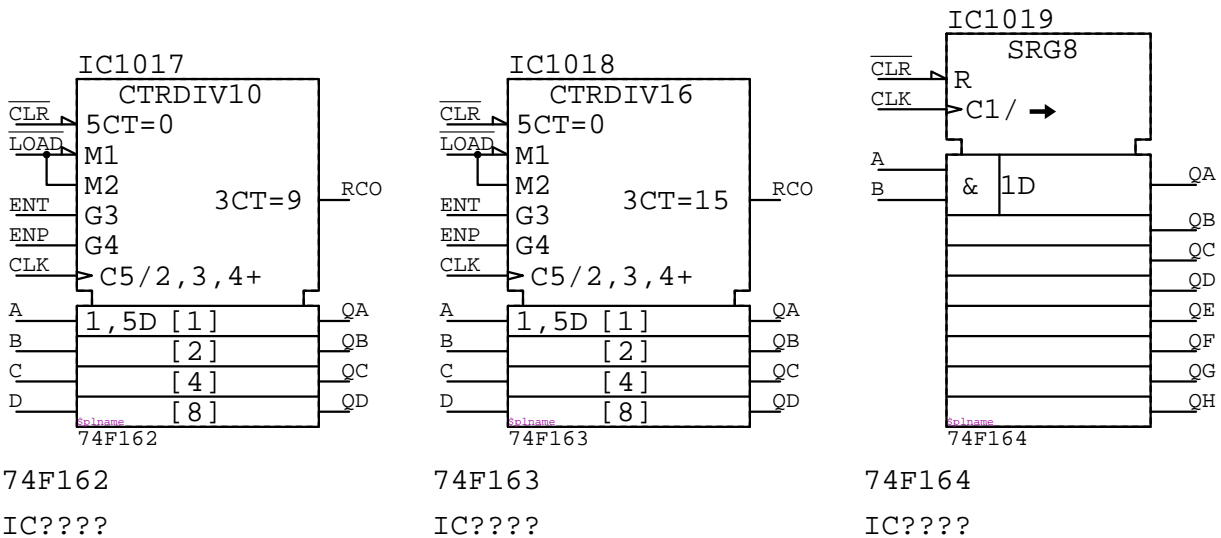 IC1017
CTRDIV10
CLR
5CT=0
LOAD
M1
M2
3CT=9
RCO
ENT
G3
ENP
G4
CLK
C5/2,3,4+
A
1,5D [1]
QA
B
[2]
QB
C
[4]
QC
D
[8]
QD
$plname
74F162
74F162
IC????
IC1018
CTRDIV16
CLR
5CT=0
LOAD
M1
M2
3CT=15
RCO
ENT
G3
ENP
G4
CLK
C5/2,3,4+
A
1,5D [1]
QA
B
[2]
QB
C
[4]
QC
D
[8]
QD
$plname
74F163
74F163
IC????
IC1019
SRG8
CLR
R
CLK
C1/ →
A
B
& 1D
QA
QB
QC
QD
QE
QF
QG
QH
$plname
74F164
74F164
IC????